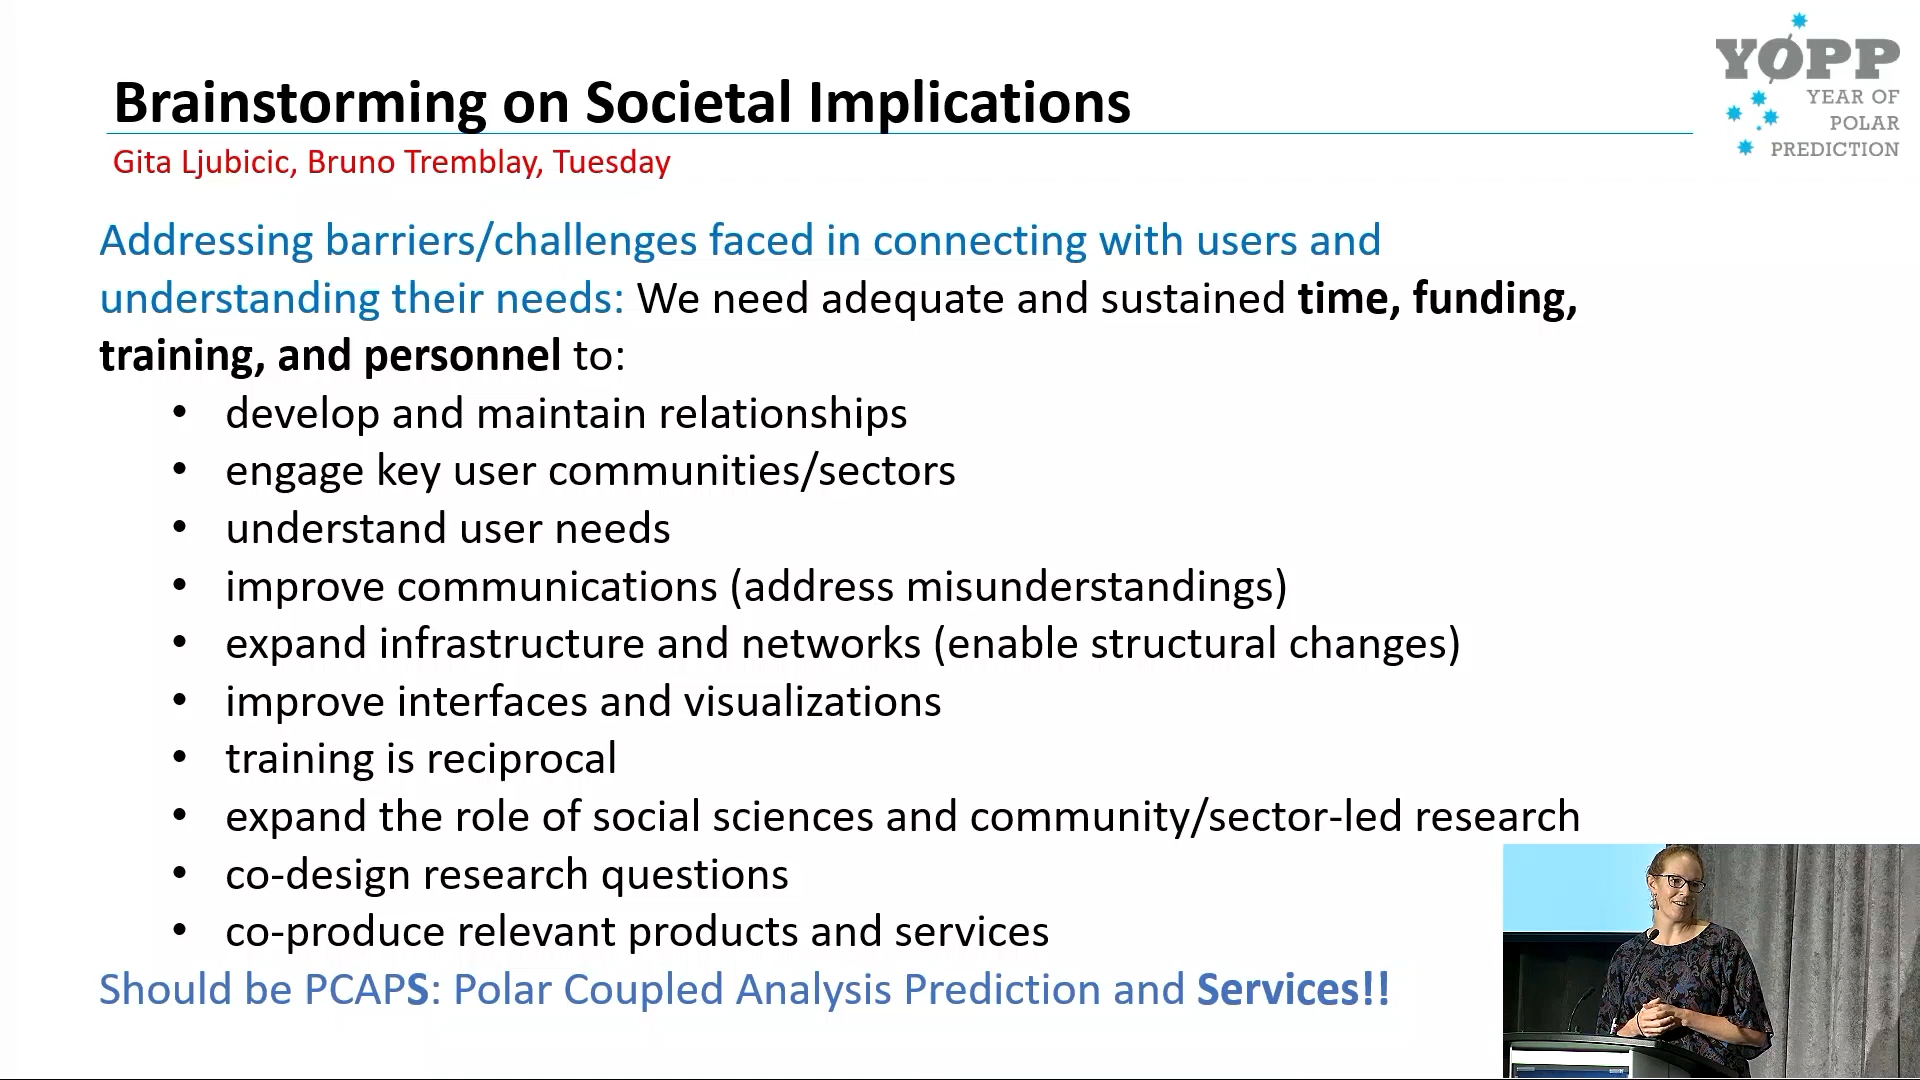 Brainstorming on Societal Implications
Gita Ljubicic, Bruno Tremblay, Tuesday
YOPP
YEAR OF
POLAR
PREDICTION
Addressing barriers/challenges faced in connecting with users and
understanding their needs: We need adequate and sustained time, funding,
training, and personnel to:
• develop and maintain relationships
• engage key user communities/sectors
• understand user needs
• improve communications (address misunderstandings)
• expand infrastructure and networks (enable structural changes)
• improve interfaces and visualizations
• training is reciprocal
• expand the role of social sciences and community/sector-led research
• co-design research questions
• co-produce relevant products and services
Should be PCAPS: Polar Coupled Analysis Prediction and Services!!